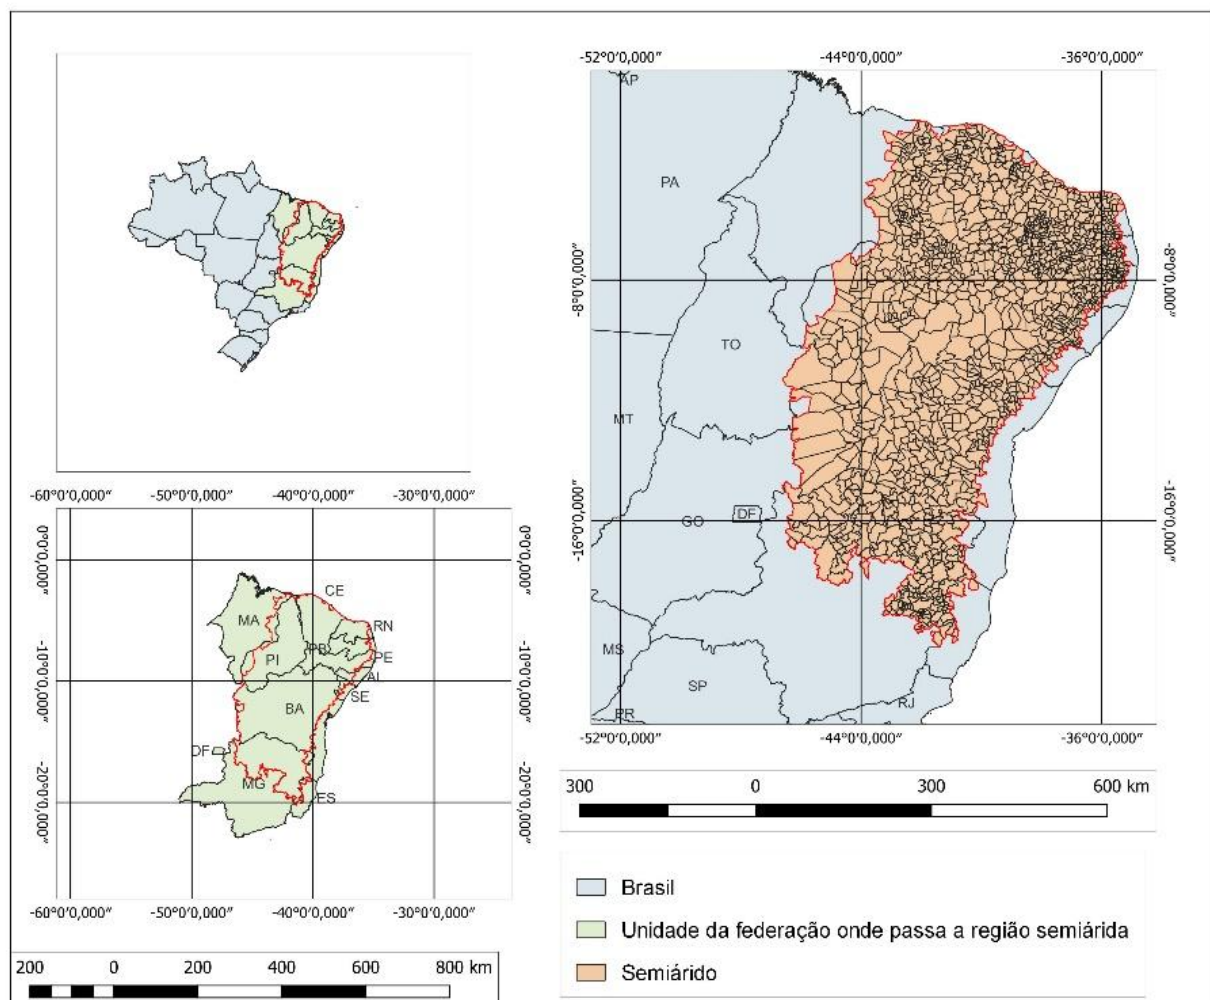 -52°0'0,000" -44°0'0,000" -36°0'0,000"
AP
PA
-8°0'0,000"
-8°0'0,000"
TO
MT
GO
DF
-16°0'0,000"
-16°0'0,000"
MS
SP
PR
RJ
-52°0'0,000" -44°0'0,000" -36°0'0,000"
-60°0'0,000" -50°0'0,000" -40°0'0,000" -30°0'0,000"
0°0'0,000"
0°0'0,000"
CE
MA
RN
PB
PI
PE
AL
-10°0'0,000"
-10°0'0,000"
SE
BA
DF
MG
ES
-20°0'0,000"
-20°0'0,000"
-60°0'0,000" -50°0'0,000" -40°0'0,000" -30°0'0,000"
300 0 300 600 km
Brasil
Unidade da federação onde passa a região semiárida
Semiárido
200 0 200 400 600 800 km